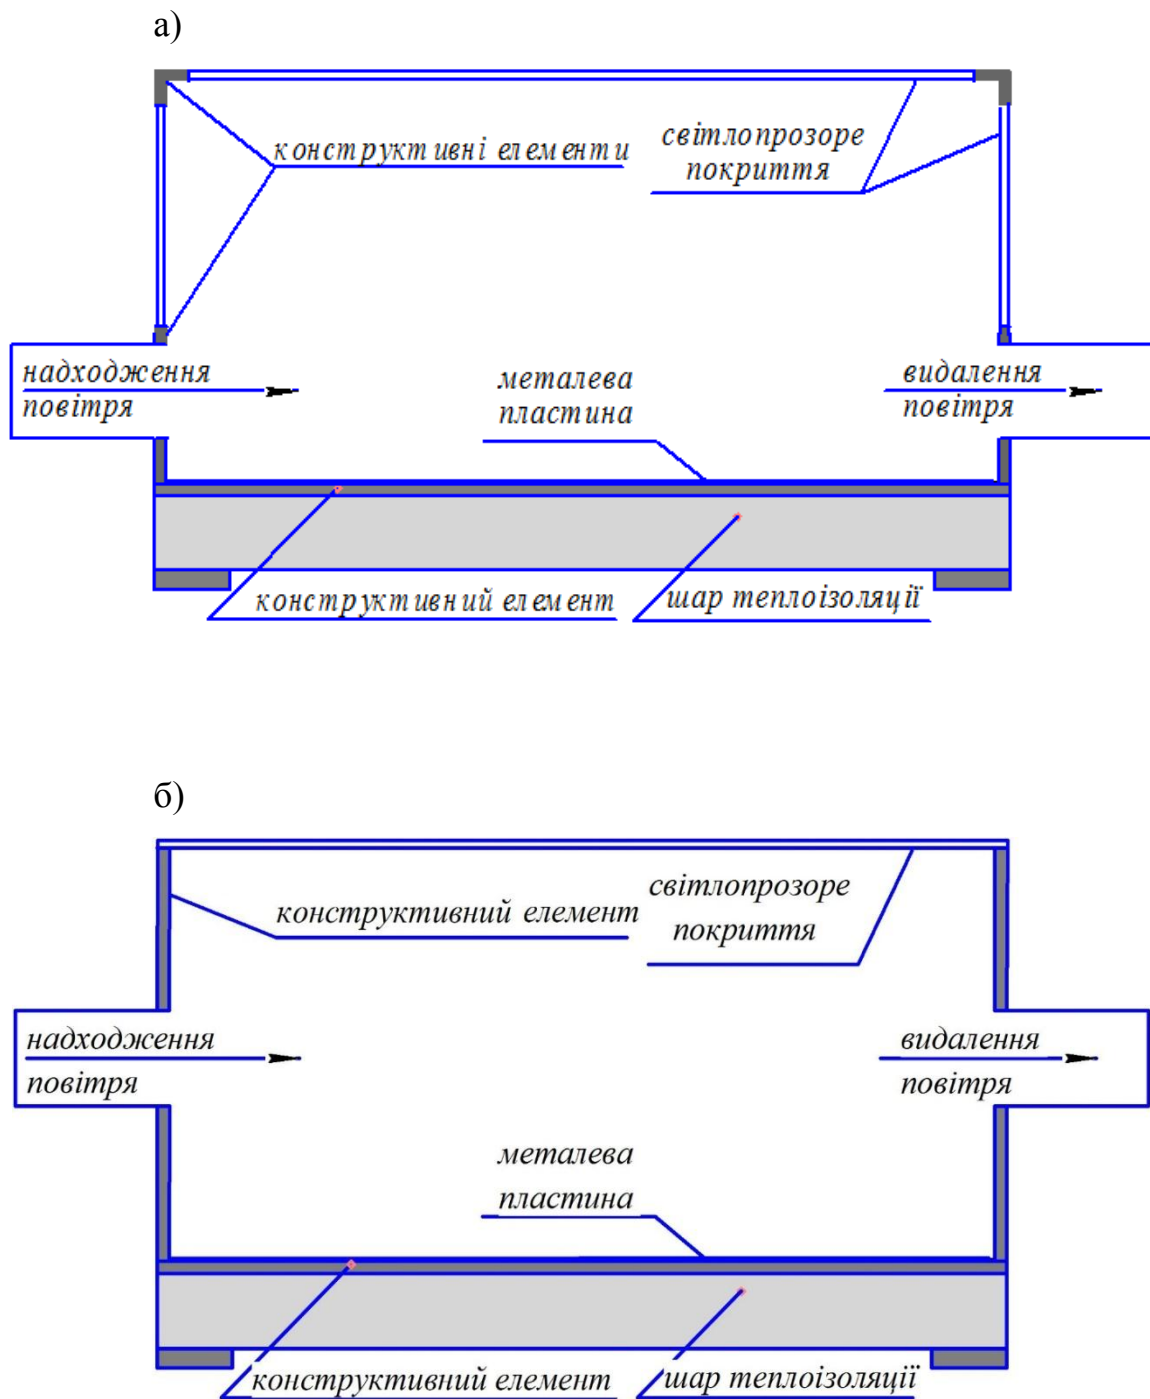 а)
конструктивні елементи
світлопрозоре
покриття
надходження
повітря
металева
пластина
видалення
повітря
конструктивний елемент
шар теплоізоляції
б)
конструктивний елемент
світлопрозоре
покриття
надходження
повітря
видалення
повітря
металева
пластина
конструктивний елемент
шар теплоізоляції